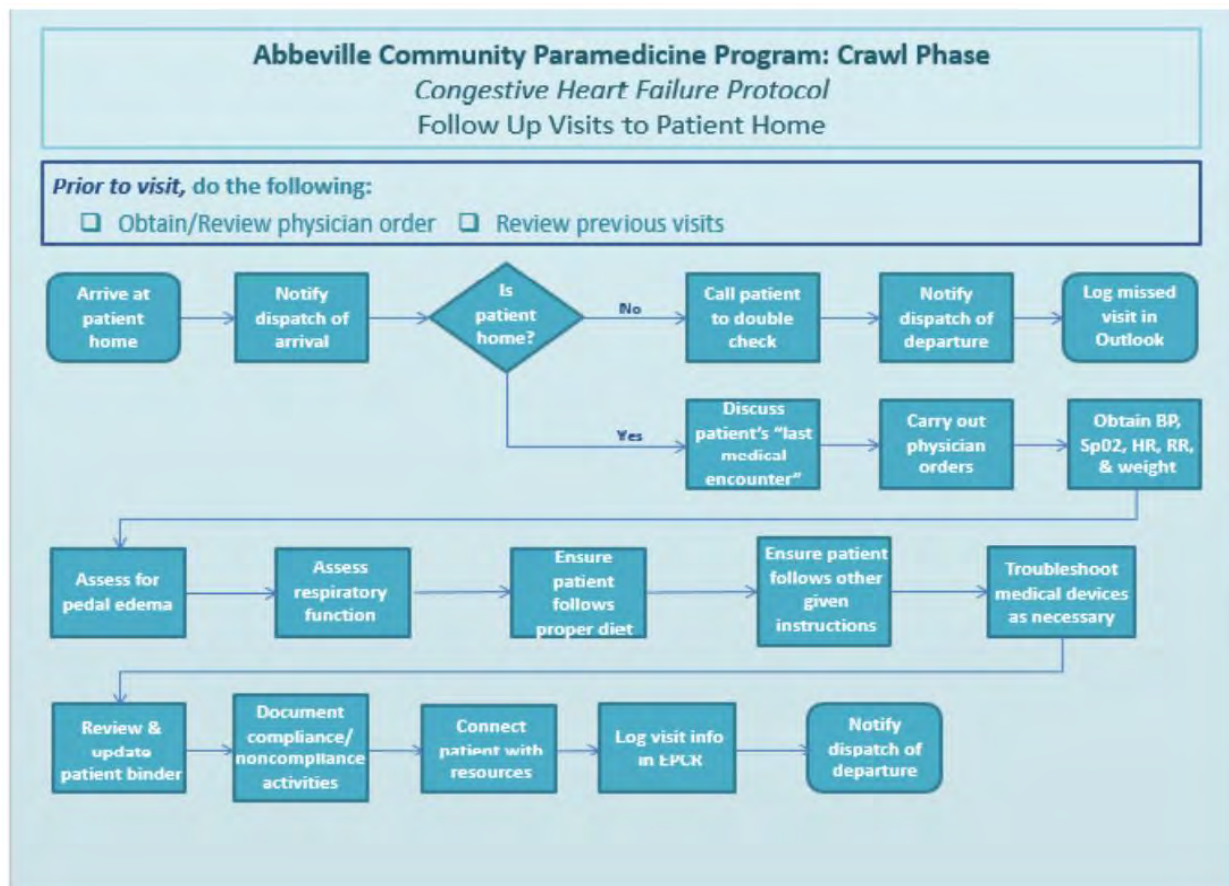 Abbeville Community Paramedicine Program: Crawl Phase
Congestive Heart Failure Protocol
Follow Up Visits to Patient Home
Prior to visit, do the following:
❑ Obtain/Review physician order ❑ Review previous visits
Arrive at
patient
home
Notify
dispatch of
arrival
Is
patient
home?
No
Call patient
to double
check
Notify
dispatch of
departure
Log missed
visit in
Outlook
Yes
Discuss
patient's "last
medical
encounter"
Carry out
physician
orders
Obtain BP,
Sp02, HR, RR,
& weight
Assess for
pedal edema
Assess
respiratory
function
Ensure
patient
follows
proper diet
Ensure patient
follows other
given
instructions
Troubleshoot
medical devices
as necessary
Review &
update
patient binder
Document
compliance/
noncompliance
activities
Connect
patient with
resources
Log visit info
in EPCR
Notify
dispatch of
departure